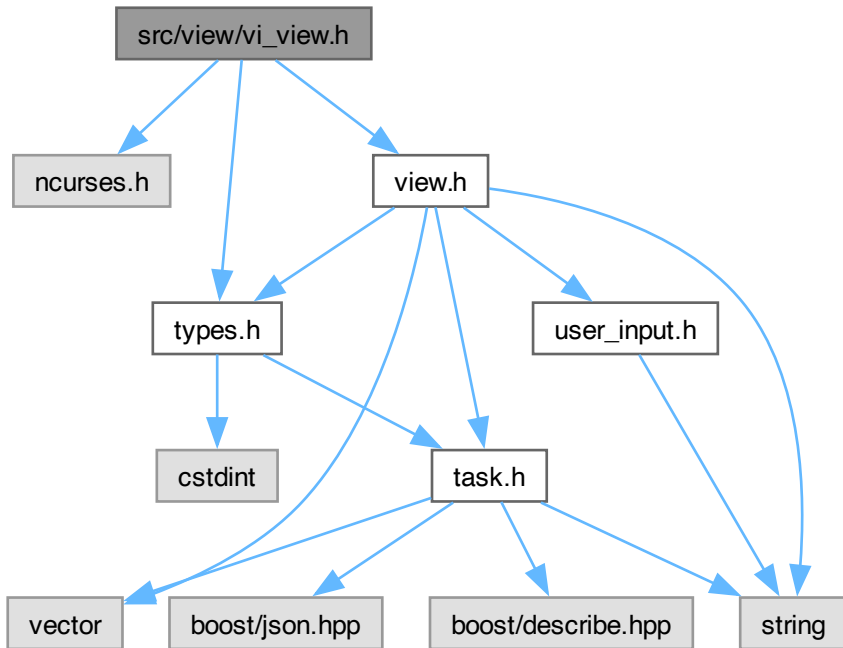 src/view/vi_view.h
ncurses.h
view.h
types.h
user_input.h
cstdint
task.h
vector
boost/json.hpp
boost/describe.hpp
string